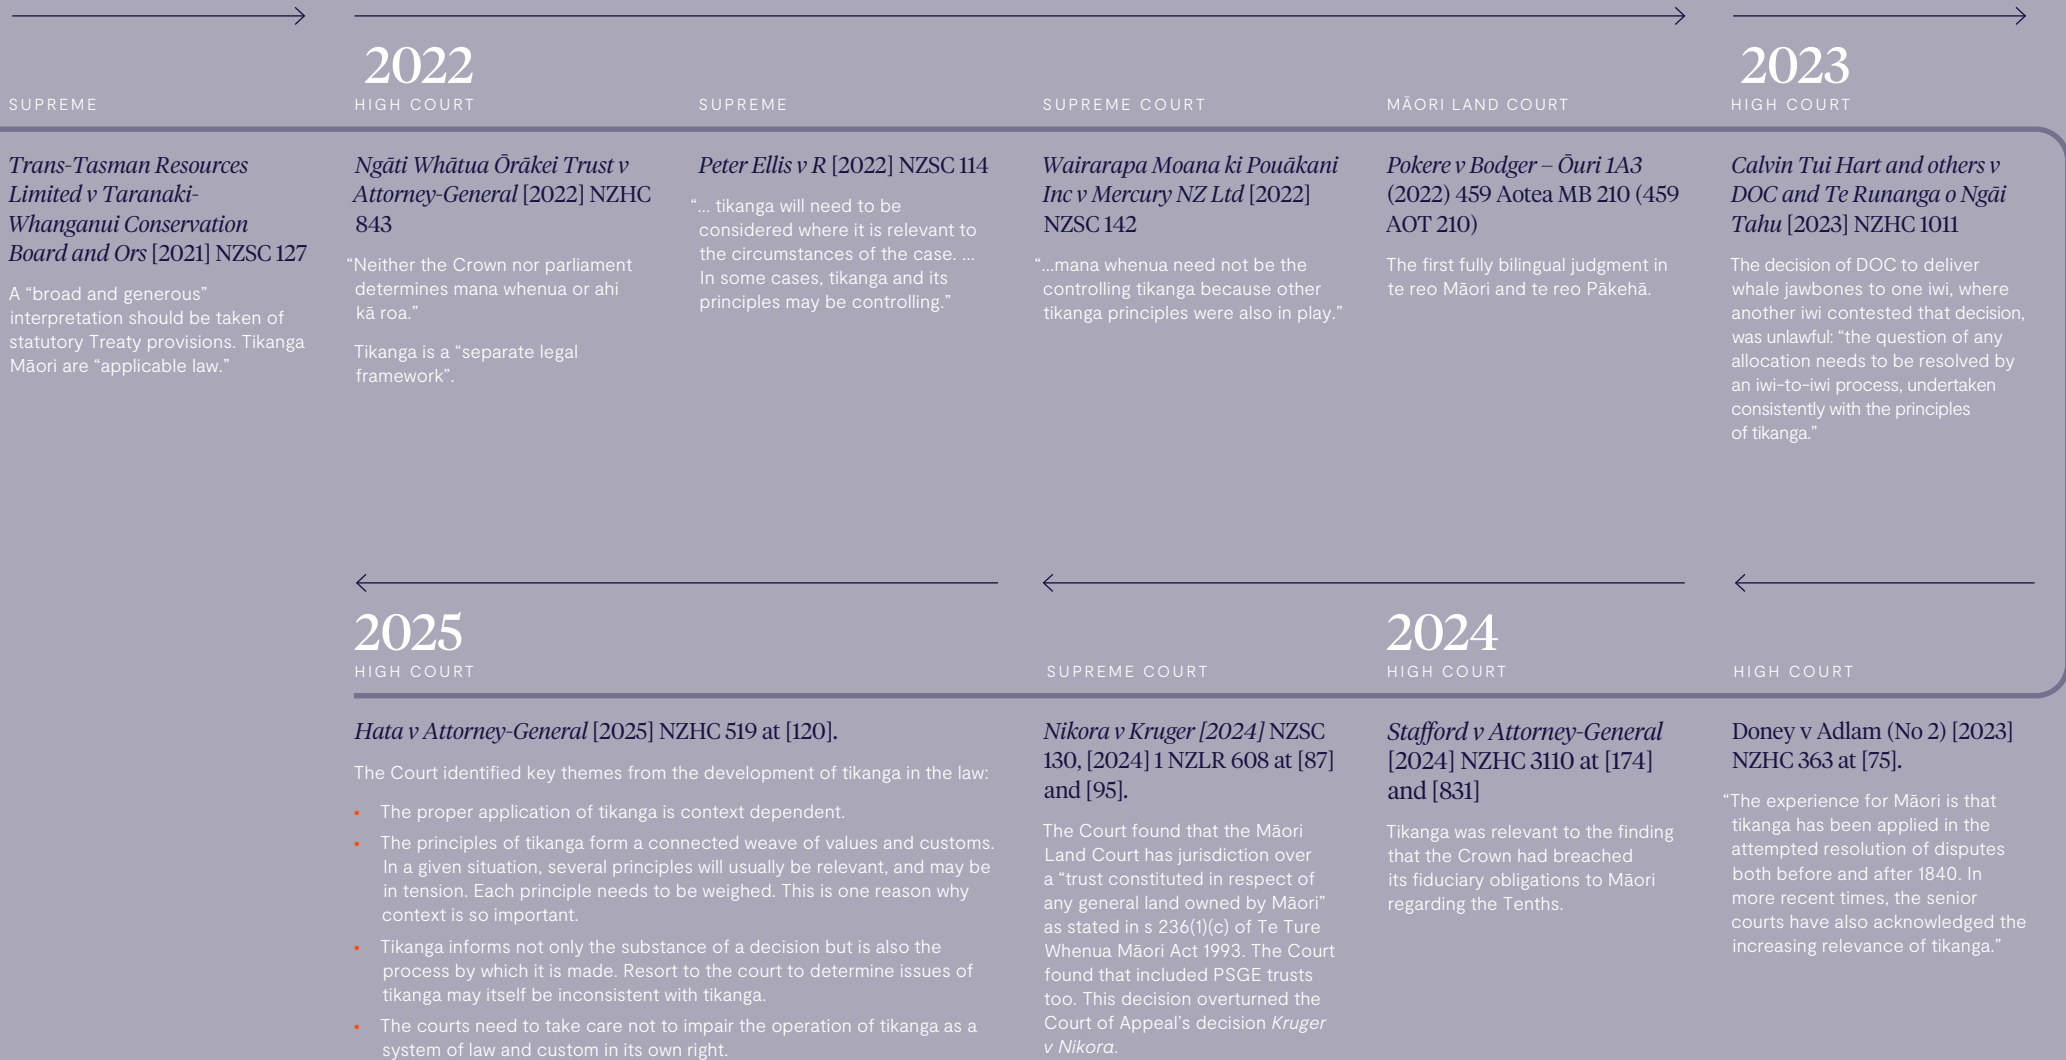 SUPREME
Trans-Tasman Resources
Limited v Taranaki-
Whanganui Conservation
Board and Ors [2021] NZSC 127
A “broad and generous”
interpretation should be taken of
statutory Treaty provisions. Tikanga
Māori are “applicable law.”
2022
HIGH COURT
Ngāti Whātua Ōrākei Trust v
Attorney-General [2022] NZHC
843
“Neither the Crown nor parliament
determines mana whenua or ahi
kā roa.”
Tikanga is a “separate legal
framework”.
SUPREME
Peter Ellis v R [2022] NZSC 114
“... tikanga will need to be
considered where it is relevant to
the circumstances of the case. ...
In some cases, tikanga and its
principles may be controlling.”
SUPREME COURT
Wairarapa Moana ki Pouākani
Inc v Mercury NZ Ltd [2022]
NZSC 142
“...mana whenua need not be the
controlling tikanga because other
tikanga principles were also in play.”
MĀORI LAND COURT
Pokere v Bodger – Ōuri 1A3
(2022) 459 Aotea MB 210 (459
AOT 210)
The first fully bilingual judgment in
te reo Māori and te reo Pākehā.
2023
HIGH COURT
Calvin Tui Hart and others v
DOC and Te Runanga o Ngāi
Tahu [2023] NZHC 1011
The decision of DOC to deliver
whale jawbones to one iwi, where
another iwi contested that decision,
was unlawful: “the question of any
allocation needs to be resolved by
an iwi-to-iwi process, undertaken
consistently with the principles
of tikanga.”
HIGH COURT
Doney v Adlam (No 2) [2023]
NZHC 363 at [75].
“The experience for Māori is that
tikanga has been applied in the
attempted resolution of disputes
both before and after 1840. In
more recent times, the senior
courts have also acknowledged the
increasing relevance of tikanga.”
2024
HIGH COURT
Stafford v Attorney-General
[2024] NZHC 3110 at [174]
and [831]
Tikanga was relevant to the finding
that the Crown had breached
its fiduciary obligations to Māori
regarding the Tenths.
SUPREME COURT
Nikora v Kruger [2024] NZSC
130, [2024] 1 NZLR 608 at [87]
and [95].
The Court found that the Māori
Land Court has jurisdiction over
a “trust constituted in respect of
any general land owned by Māori”
as stated in s 236(1)(c) of Te Ture
Whenua Māori Act 1993. The Court
found that included PSGE trusts
too. This decision overturned the
Court of Appeal’s decision Kruger
v Nikora.
2025
HIGH COURT
Hata v Attorney-General [2025] NZHC 519 at [120].
The Court identified key themes from the development of tikanga in the law:
• The proper application of tikanga is context dependent.
• The principles of tikanga form a connected weave of values and customs.
In a given situation, several principles will usually be relevant, and may be
in tension. Each principle needs to be weighed. This is one reason why
context is so important.
• Tikanga informs not only the substance of a decision but is also the
process by which it is made. Resort to the court to determine issues of
tikanga may itself be inconsistent with tikanga.
• The courts need to take care not to impair the operation of tikanga as a
system of law and custom in its own right.